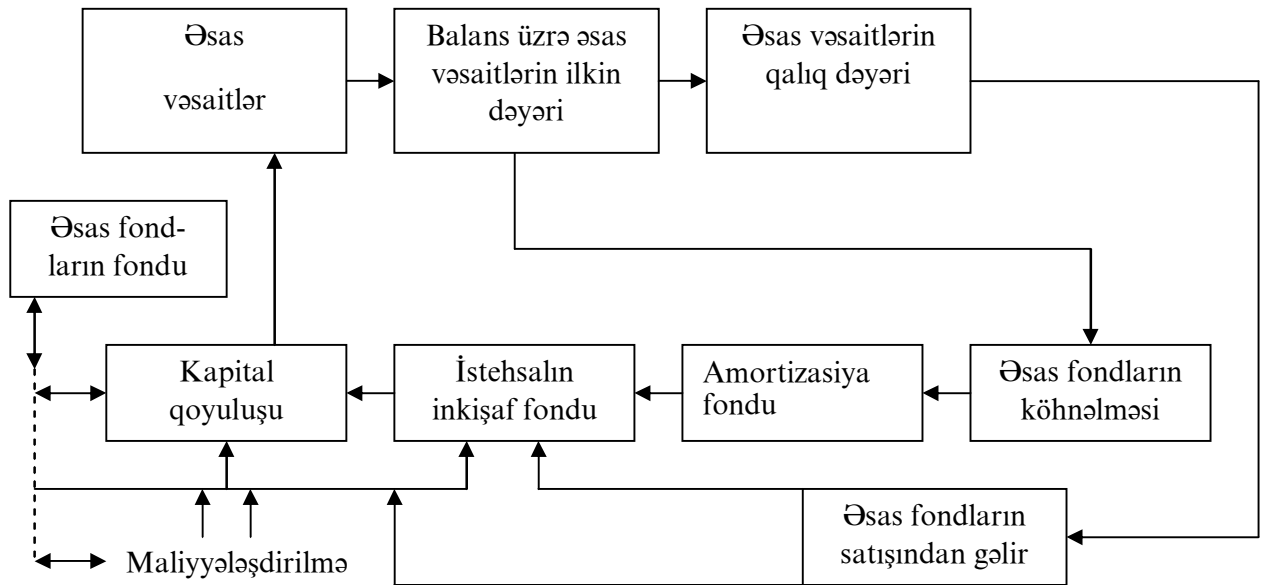 Əsas
vəsaitlər
Balans üzrə əsas
vəsaitlərin ilkin
dəyəri
Əsas vəsaitlərin
qalıq dəyəri
Əsas fond-
ların fondu
Kapital
qoyuluşu
İstehsalın
inkişaf fondu
Amortizasiya
fondu
Əsas fondların
köhnəlməsi
Əsas fondların
satışından gəlir
Maliyyələşdirilmə